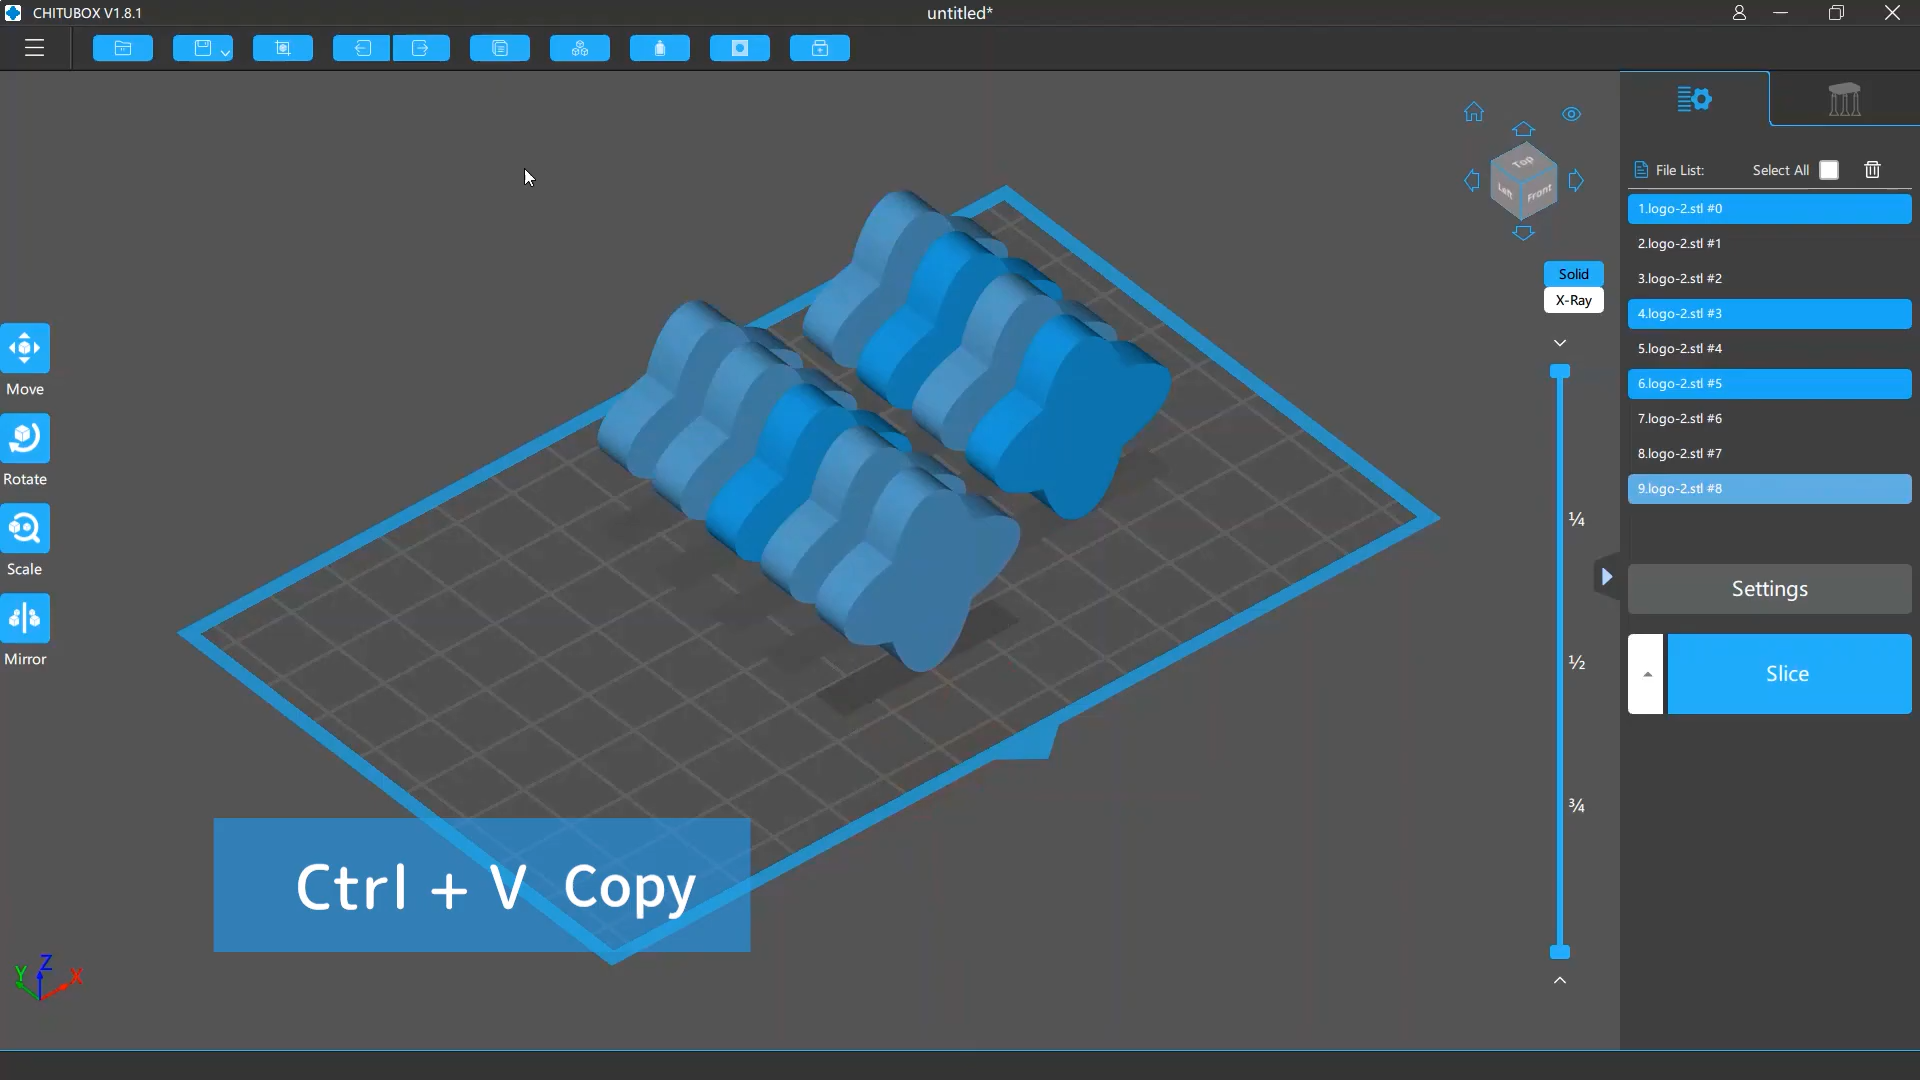 CHITUBOX V1.8.1
untitled*
Top
Left
Front
File List:
Select All
1.logo-2.stl #0
2.logo-2.stl #1
3.logo-2.stl #2
4.logo-2.stl #3
5.logo-2.stl #4
6.logo-2.stl #5
7.logo-2.stl #6
8.logo-2.stl #7
9.logo-2.stl #8
Solid
X-Ray
Move
Rotate
Scale
Mirror
¼
½
¾
Settings
Slice
Ctrl + V Copy
Y
Z
X